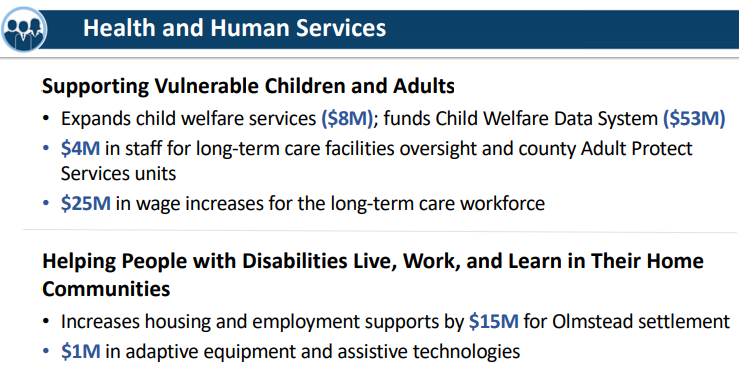 Health and Human Services
Supporting Vulnerable Children and Adults
• Expands child welfare services ($8M); funds Child Welfare Data System ($53M)
• $4M in staff for long-term care facilities oversight and county Adult Protect
Services units
• $25M in wage increases for the long-term care workforce
Helping People with Disabilities Live, Work, and Learn in Their Home
Communities
• Increases housing and employment supports by $15M for Olmstead settlement
• $1M in adaptive equipment and assistive technologies